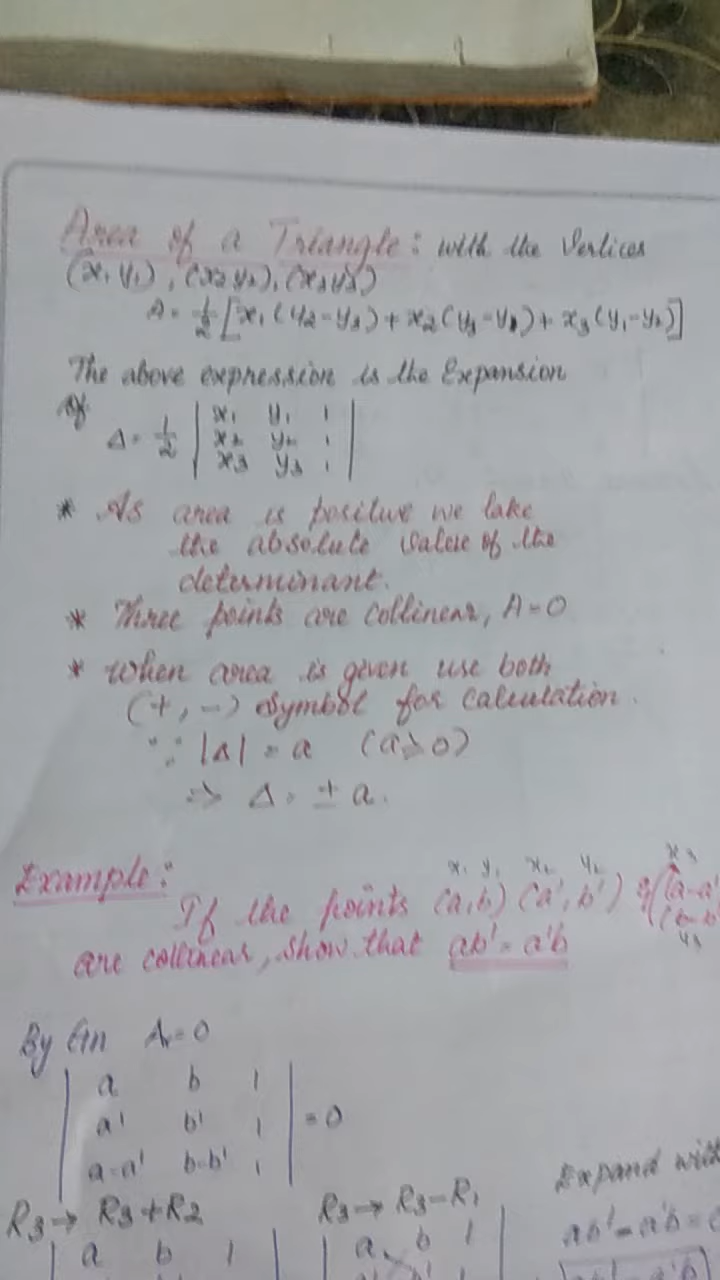 Area of a Triangle: with the Vertices
(x₁ y₁), (x₂ y₂), (x₃ y₃)
Δ = 1/2 [x₁ (y₂-y₃) + x₂ (y₃-y₁) + x₃ (y₁-y₂)]
The above expression is the Expansion
of
Δ = 1/2 | x₁ y₁ 1 |
| x₂ y₂ 1 |
| x₃ y₃ 1 |
* As area is positive we take
the absolute value of the
determinant.
* Three points are collinear, A=0
* When area is given use both
(+, -) symbol for calculation.
∵ |Δ| = a (a>0)
=> Δ = ± a.
x₁ y₁ x₂ y₂ x₃
Example:
If the points (a,b) (a',b') & (a-a'
(b-b'
y₃
are collinear, show that ab' = a'b
By Gn Δ = 0
| a b 1 |
| a' b' 1 | = 0
| a-a' b-b' 1 |
Expand with
R₃→ R₃+R₂ R₃→ R₃-R₁
ab'-a'b =
| a b 1 | | a b 1